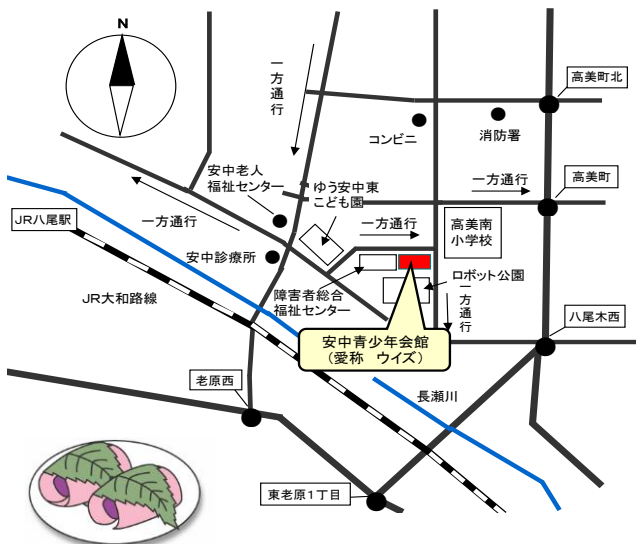 N
一方通行
高美町北
コンビニ
消防署
安中老人
福祉センター
ゆう安中東
こども園
一方通行
高美町
JR八尾駅
一方通行
一方通行
高美南
小学校
安中診療所
障害者総合
福祉センター
ロボット公園
一方通行
JR大和路線
安中青少年会館
(愛称 ウイズ)
八尾木西
老原西
長瀬川
東老原1丁目